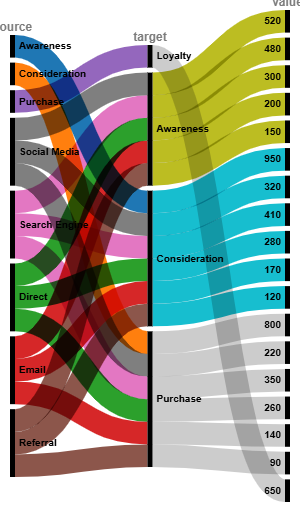 source
target
value
Awareness
Consideration
Purchase
Social Media
Search Engine
Direct
Email
Referral
Loyalty
Awareness
Consideration
Purchase
520
480
300
200
150
950
320
410
280
170
120
800
220
350
260
140
90
650